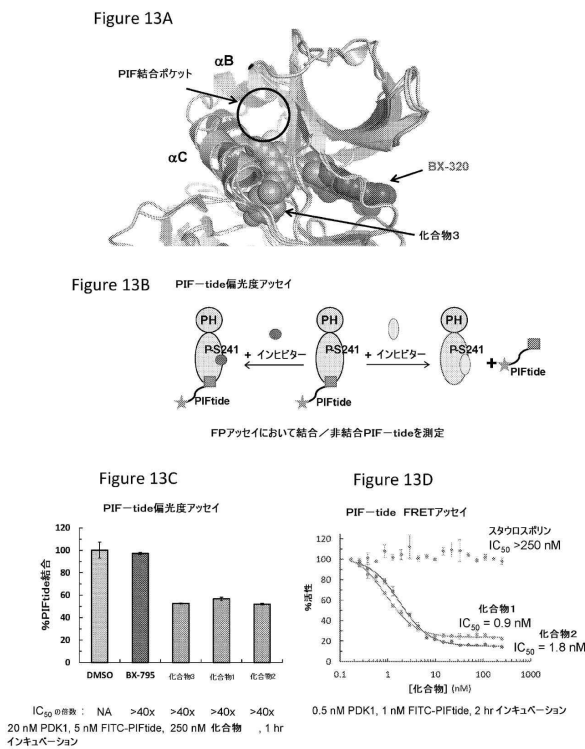 Figure 13A
αB
PIF結合ポケット
αC
BX-320
化合物3
Figure 13B PIF－tide偏光度アッセイ
PH PH PH
P-S241 + インヒビター P-S241 + インヒビター P-S241
+
PIFtide PIFtide PIFtide
FPアッセイにおいて結合／非結合PIF－tideを測定
Figure 13C
PIF－tide偏光度アッセイ
%PIFtide結合
120
100
80
60
40
20
0
DMSO BX-795 化合物3 化合物1 化合物2
IC50 の倍数： NA >40x >40x >40x >40x
20 nM PDK1, 5 nM FITC-PIFtide, 250 nM 化合物 , 1 hr
インキュベーション
Figure 13D
PIF－tide FRETアッセイ
スタウロスポリン
IC50 >250 nM
%活性
120
100
80
60
40
20
0
化合物1
IC50 = 0.9 nM
化合物2
IC50 = 1.8 nM
0.1 1 10 100 1000
[化合物] (nM)
0.5 nM PDK1, 1 nM FITC-PIFtide, 2 hr インキュベーション